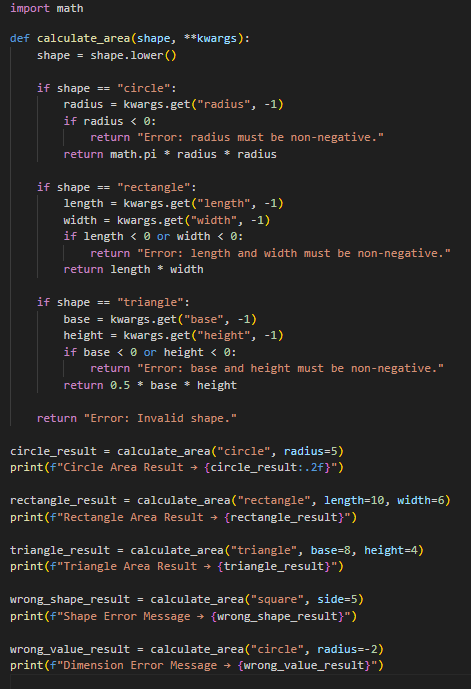 import math
def calculate_area(shape, **kwargs):
    shape = shape.lower()
    if shape == "circle":
        radius = kwargs.get("radius", -1)
        if radius < 0:
            return "Error: radius must be non-negative."
        return math.pi * radius * radius
    if shape == "rectangle":
        length = kwargs.get("length", -1)
        width = kwargs.get("width", -1)
        if length < 0 or width < 0:
            return "Error: length and width must be non-negative."
        return length * width
    if shape == "triangle":
        base = kwargs.get("base", -1)
        height = kwargs.get("height", -1)
        if base < 0 or height < 0:
            return "Error: base and height must be non-negative."
        return 0.5 * base * height
    return "Error: Invalid shape."
circle_result = calculate_area("circle", radius=5)
print(f"Circle Area Result → {circle_result:.2f}")
rectangle_result = calculate_area("rectangle", length=10, width=6)
print(f"Rectangle Area Result → {rectangle_result}")
triangle_result = calculate_area("triangle", base=8, height=4)
print(f"Triangle Area Result → {triangle_result}")
wrong_shape_result = calculate_area("square", side=5)
print(f"Shape Error Message → {wrong_shape_result}")
wrong_value_result = calculate_area("circle", radius=-2)
print(f"Dimension Error Message → {wrong_value_result}")